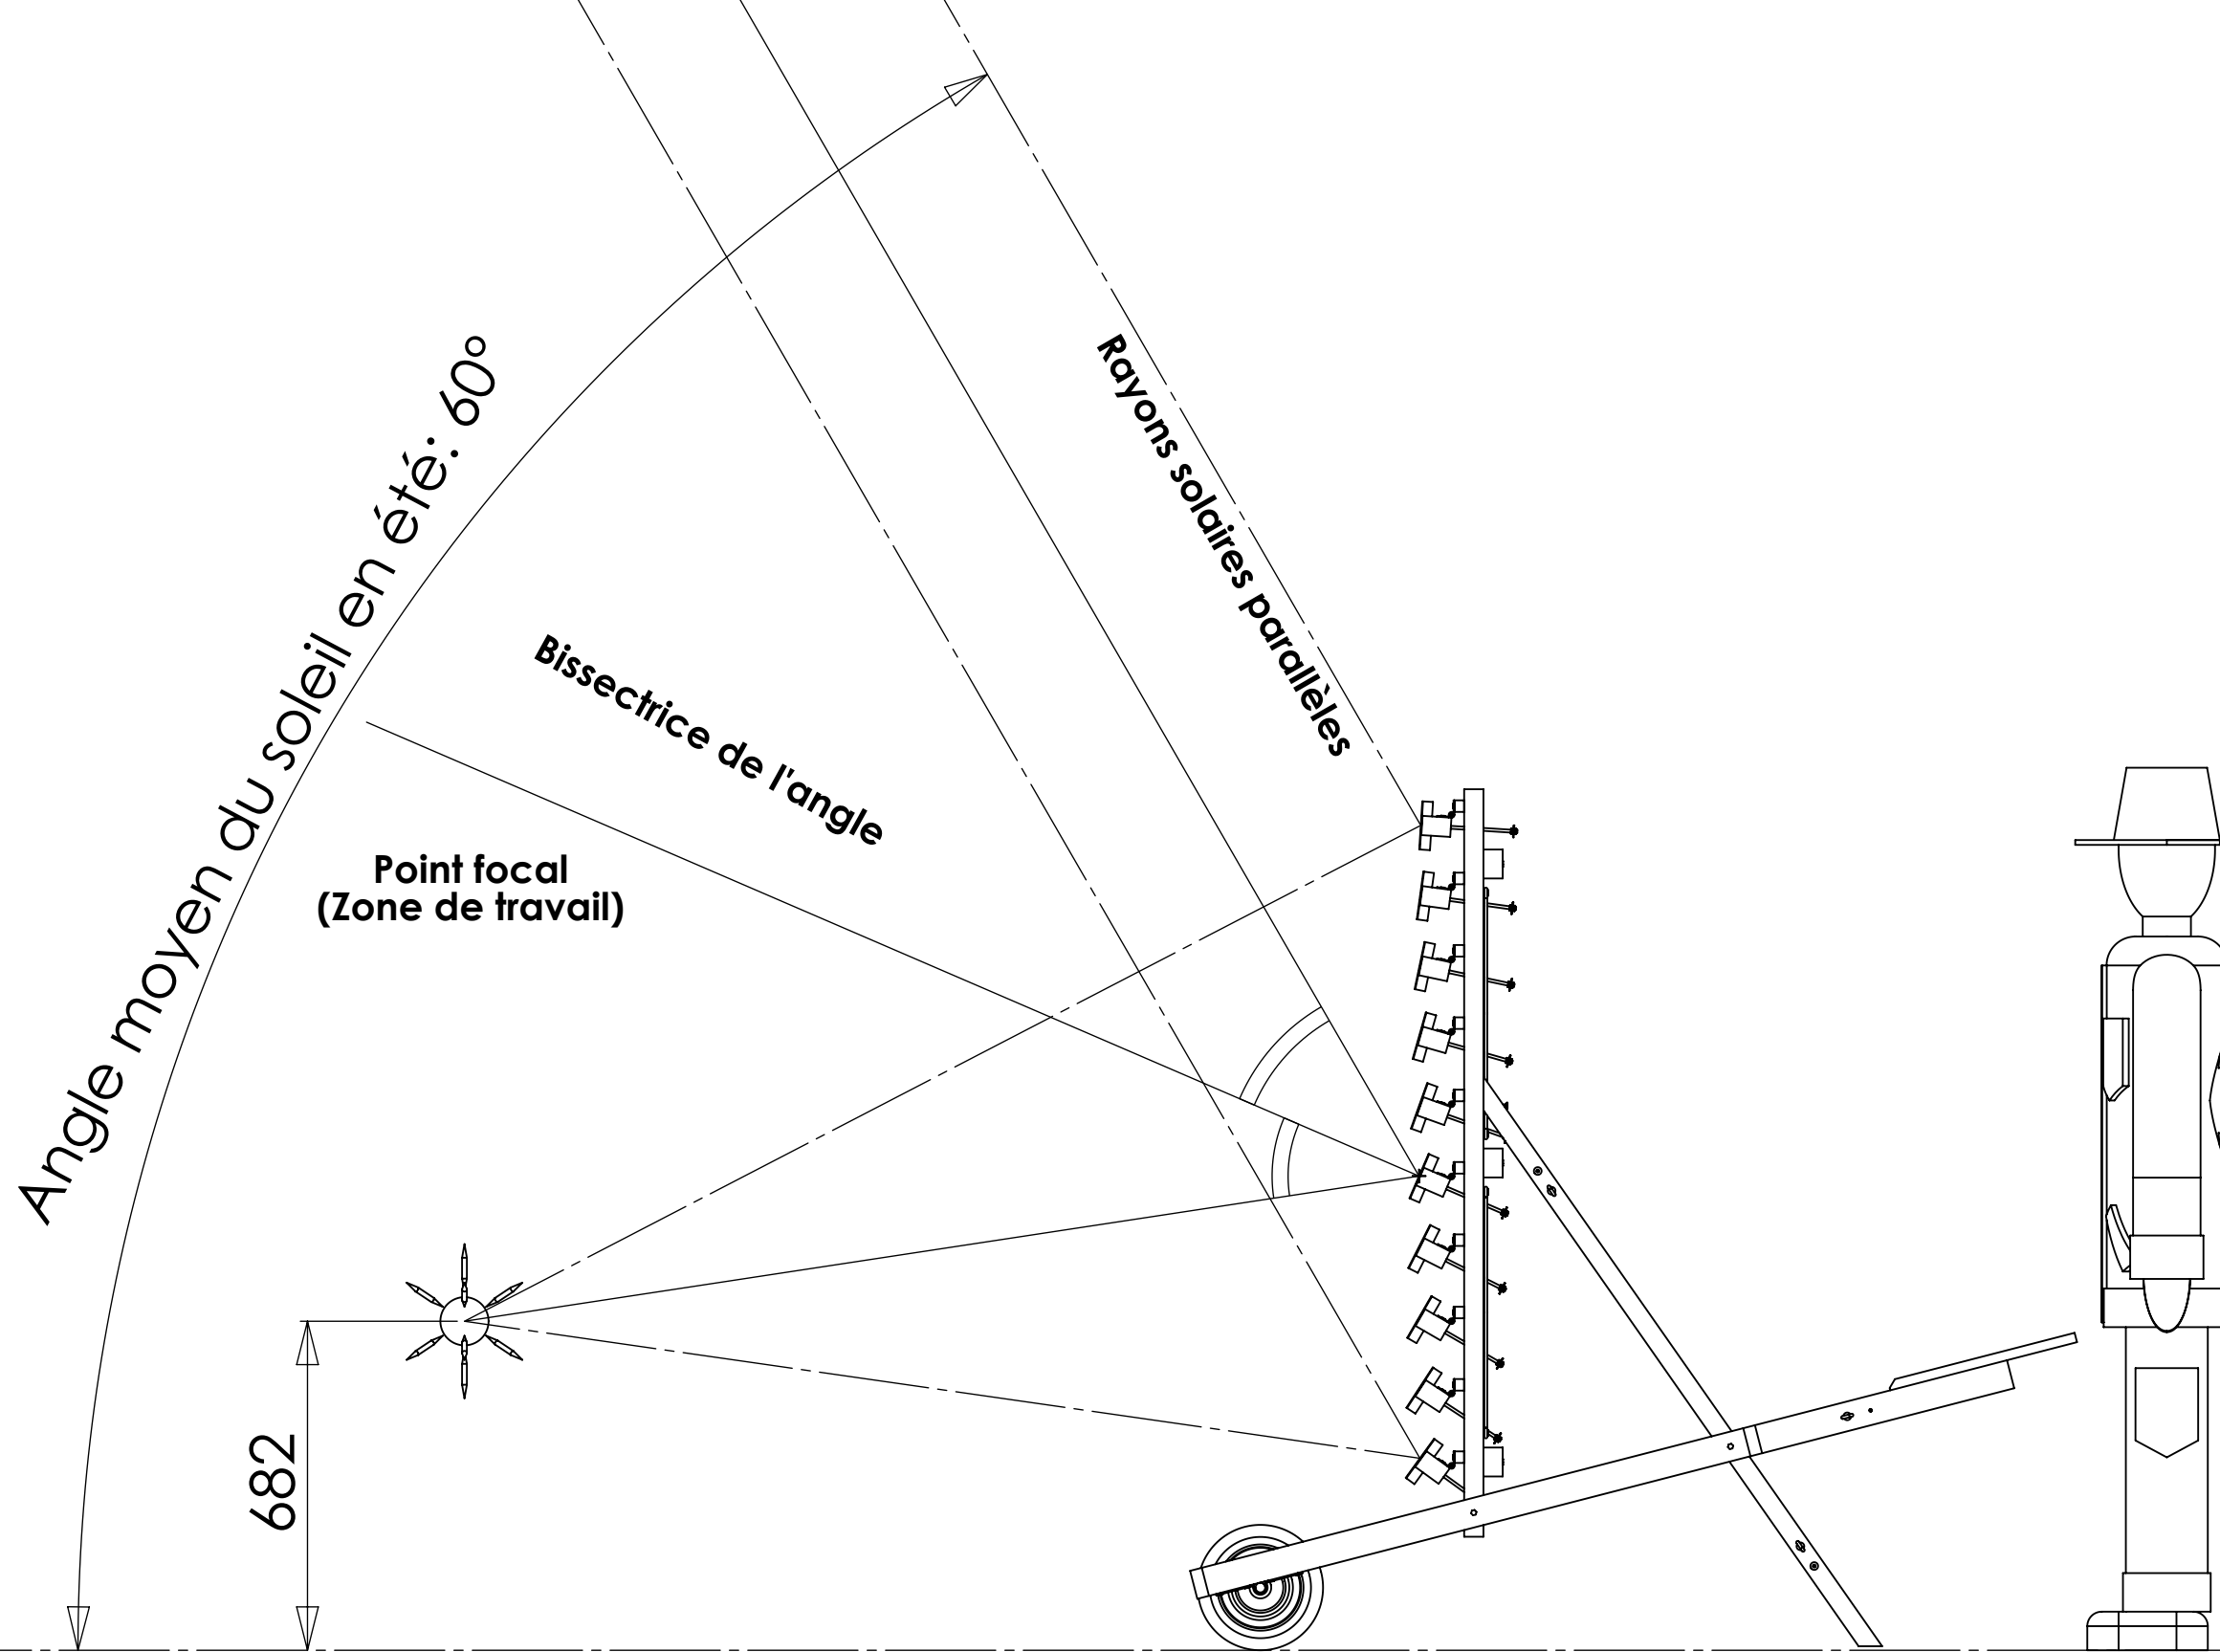 Angle moyen du soleil en été: 60°
Rayons solaires parallèles
Bissectrice de l'angle
Point focal
(Zone de travail)
682